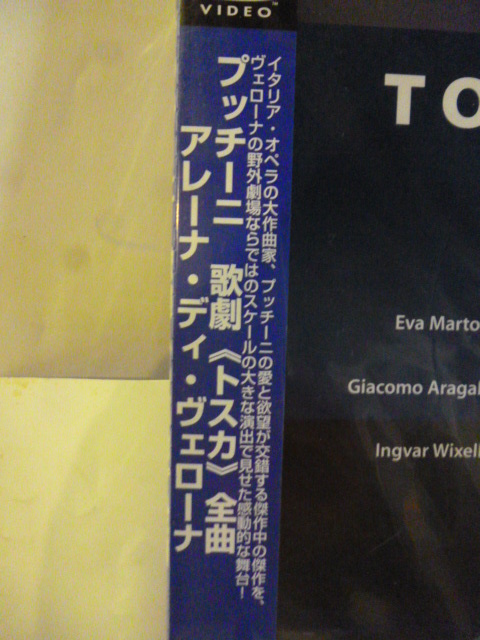 VIDEO™
イタリア・オペラの大作曲家、プッチーニの愛と欲望が交錯する傑作中の傑作を、
ヴェローナの野外劇場ならではのスケールの大きな演出で見せた感動的な舞台！
プッチーニ 歌劇《トスカ》全曲
アレーナ・ディ・ヴェローナ
TO
Eva Marto
Giacomo Aragal
Ingvar Wixell